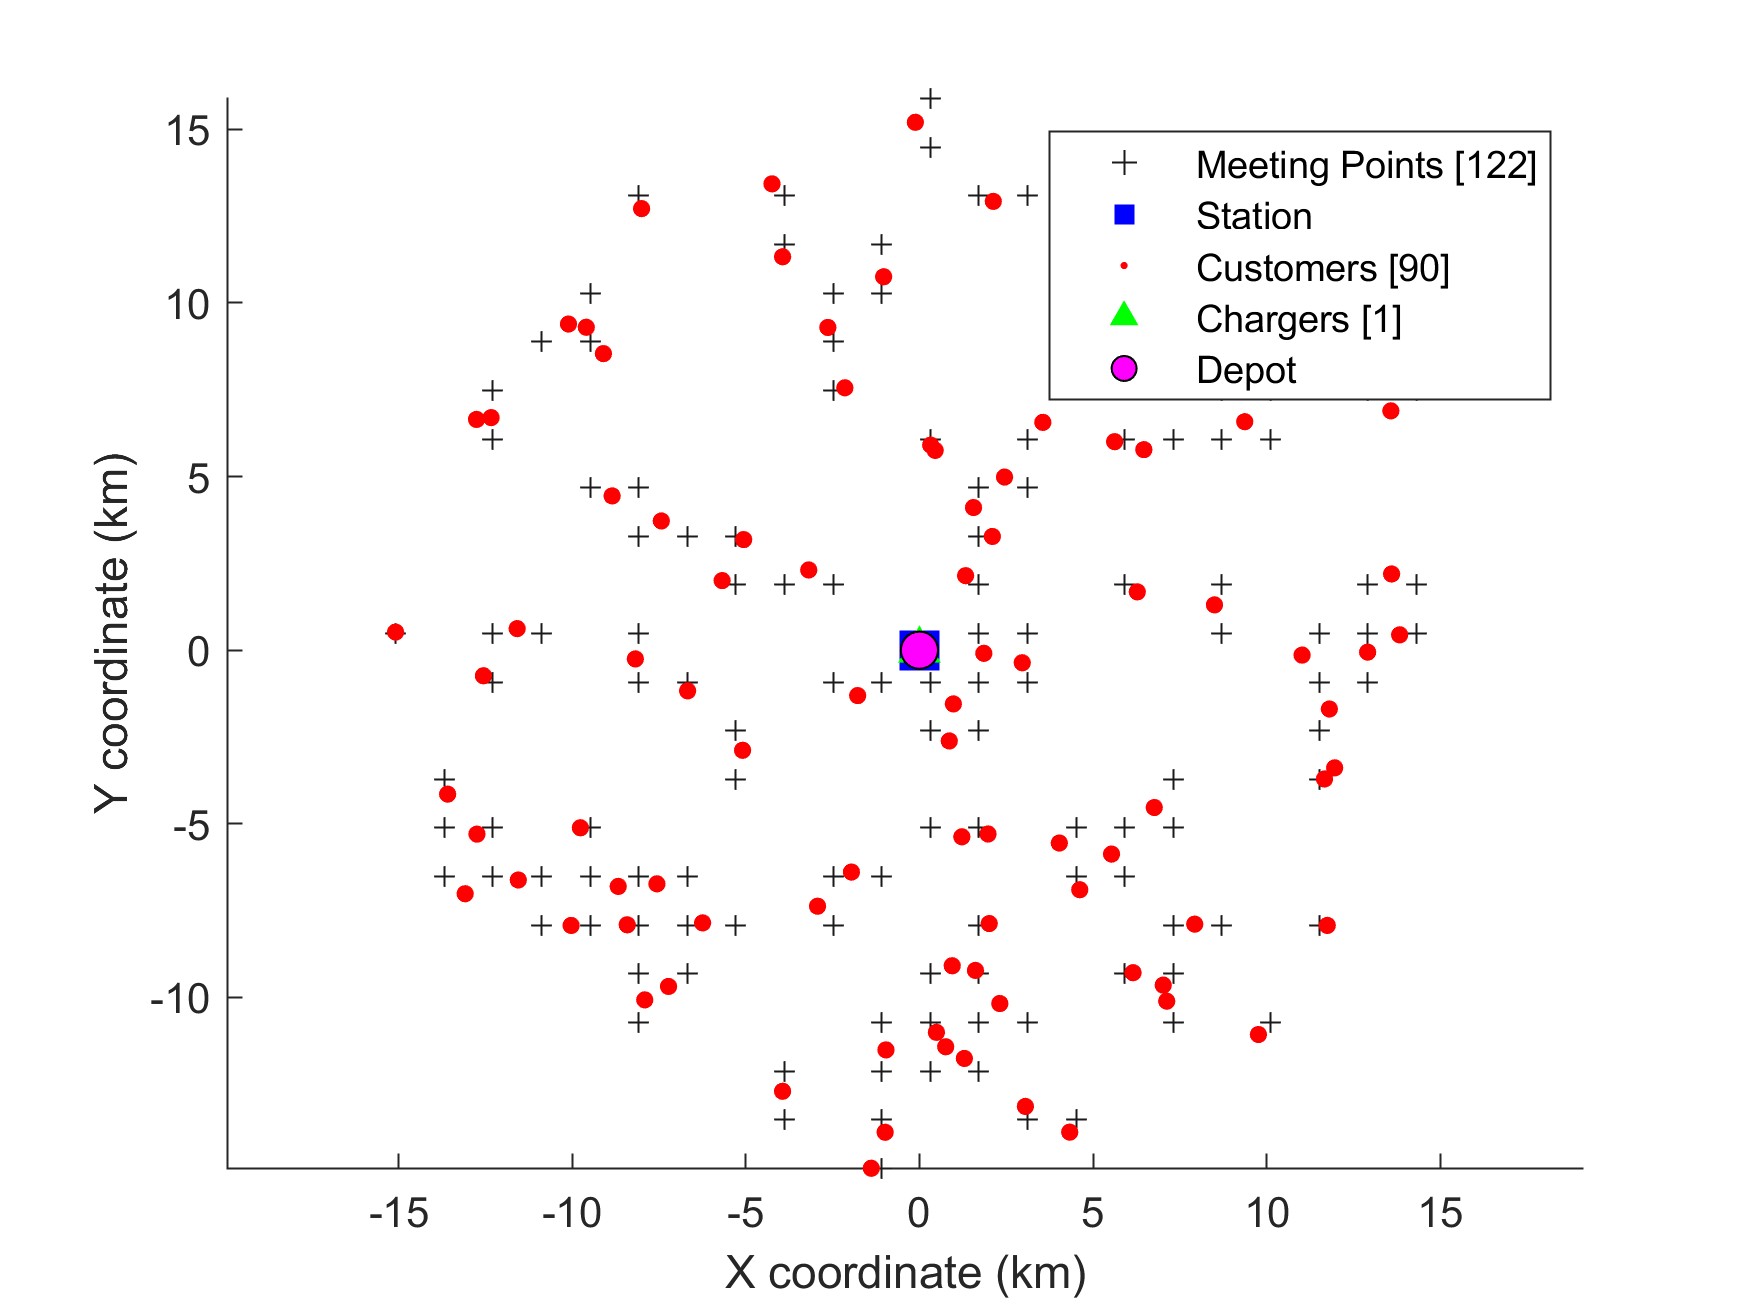 15
10
5
0
-5
-10
Y coordinate (km)
Meeting Points [122]
Station
Customers [90]
Chargers [1]
Depot
-15 -10 -5 0 5 10 15
X coordinate (km)